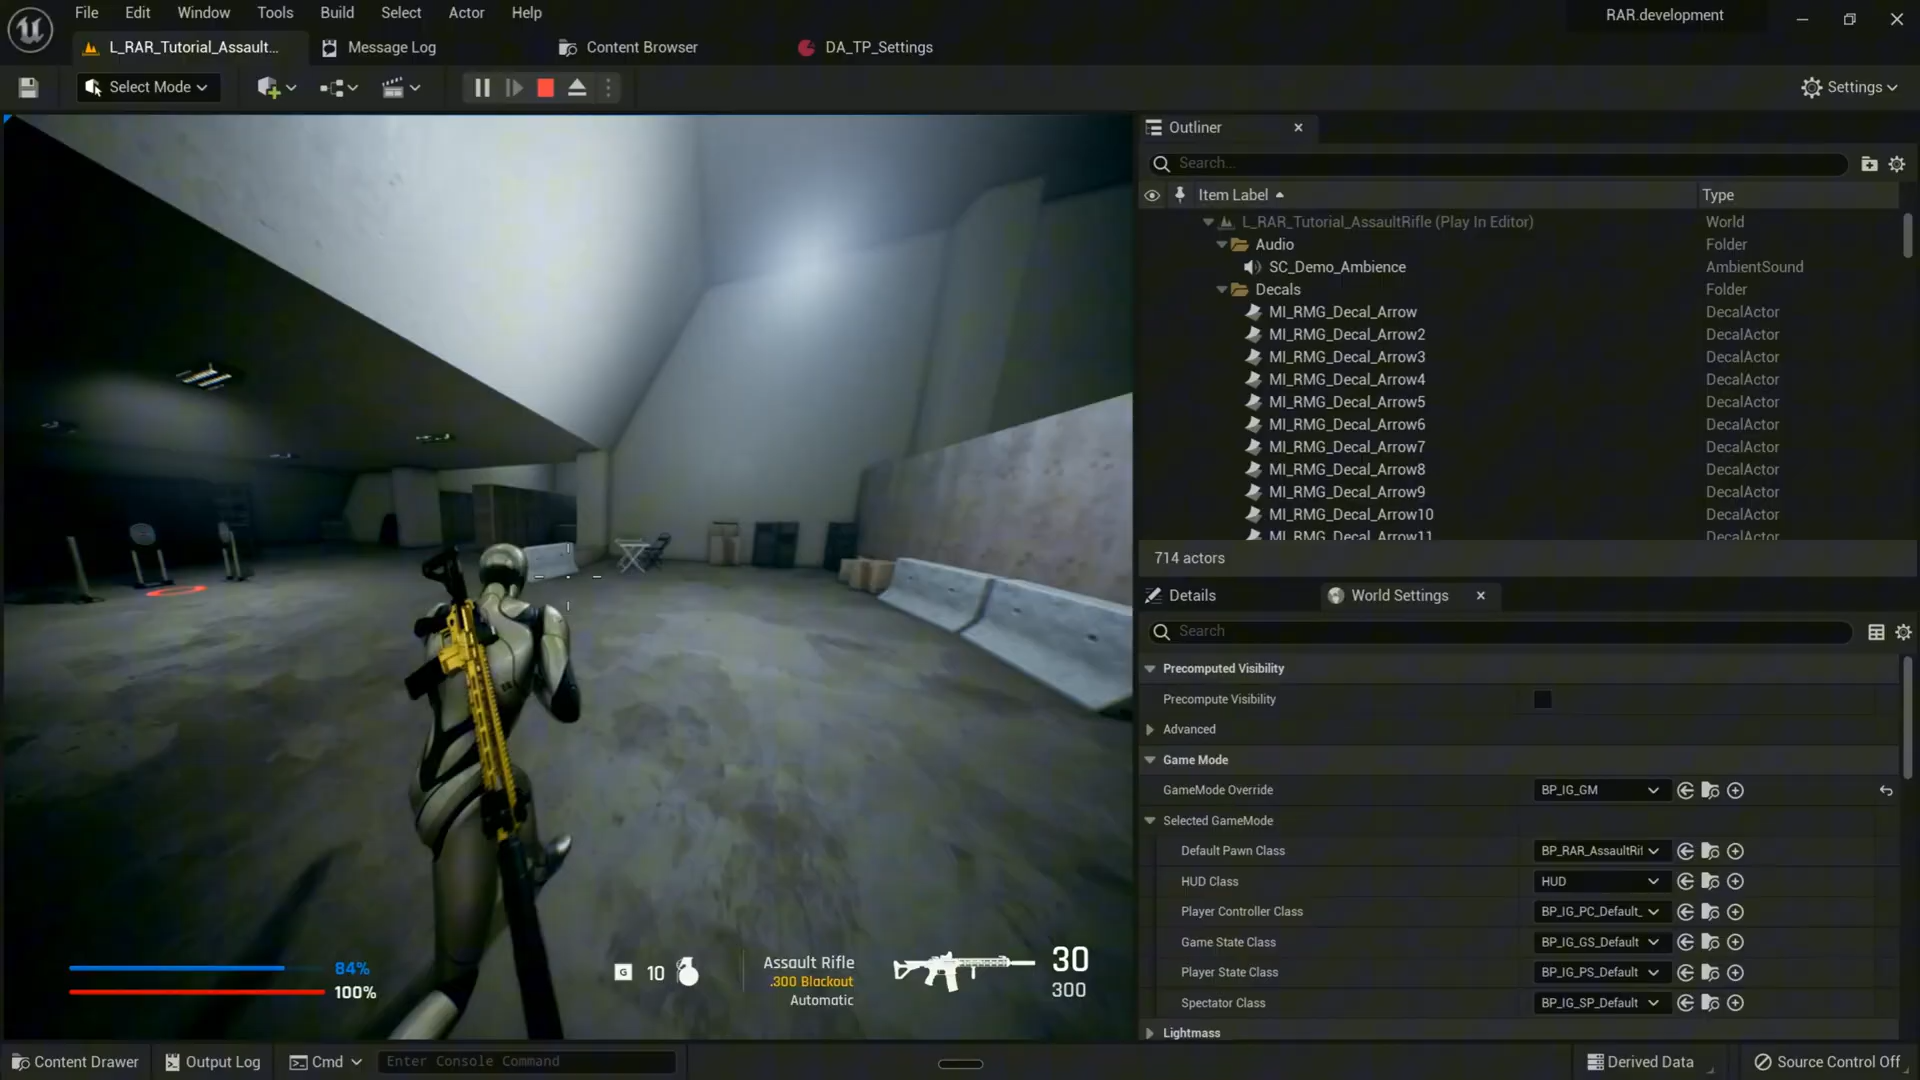 File Edit Window Tools Build Select Actor Help
RAR.development
L_RAR_Tutorial_Assault...
Message Log
Content Browser
DA_TP_Settings
Select Mode
Settings
Outliner
Search...
Item Label
Type
L_RAR_Tutorial_AssaultRifle (Play In Editor) World
Audio Folder
SC_Demo_Ambience AmbientSound
Decals Folder
MI_RMG_Decal_Arrow DecalActor
MI_RMG_Decal_Arrow2 DecalActor
MI_RMG_Decal_Arrow3 DecalActor
MI_RMG_Decal_Arrow4 DecalActor
MI_RMG_Decal_Arrow5 DecalActor
MI_RMG_Decal_Arrow6 DecalActor
MI_RMG_Decal_Arrow7 DecalActor
MI_RMG_Decal_Arrow8 DecalActor
MI_RMG_Decal_Arrow9 DecalActor
MI_RMG_Decal_Arrow10 DecalActor
MI_RMG_Decal_Arrow11 DecalActor
714 actors
Details
World Settings
Search
Precomputed Visibility
Precompute Visibility
Advanced
Game Mode
GameMode Override BP_IG_GM
Selected GameMode
Default Pawn Class BP_RAR_AssaultRif
HUD Class HUD
Player Controller Class BP_IG_PC_Default_
Game State Class BP_IG_GS_Default
Player State Class BP_IG_PS_Default
Spectator Class BP_IG_SP_Default
Lightmass
84%
100%
G 10
Assault Rifle
.300 Blackout
Automatic
30
300
Content Drawer
Output Log
Cmd
Enter Console Command
Derived Data
Source Control Off